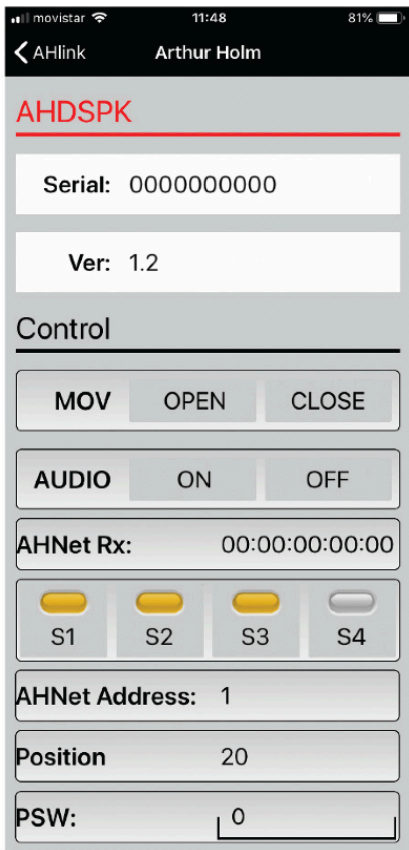 movistar 11:48 81%
AHlink Arthur Holm
AHDSPK
Serial: 0000000000
Ver: 1.2
Control
MOV OPEN CLOSE
AUDIO ON OFF
AHNet Rx: 00:00:00:00:00
S1 S2 S3 S4
AHNet Address: 1
Position 20
PSW: 0